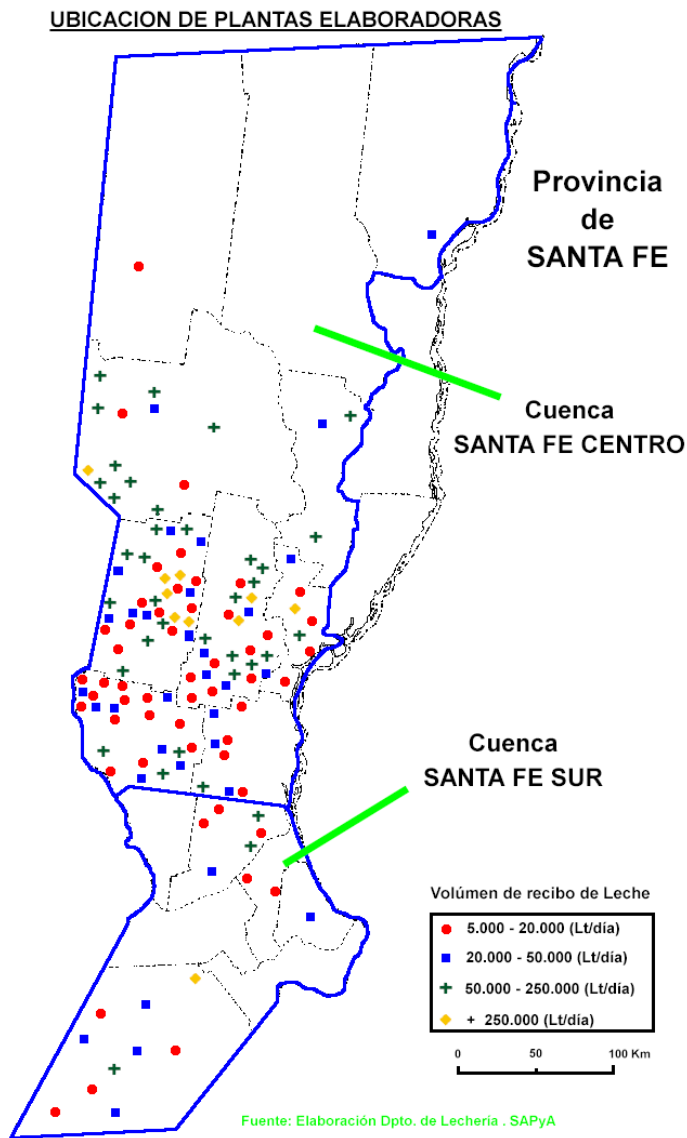 UBICACION DE PLANTAS ELABORADORAS
Provincia
de
SANTA FE
Cuenca
SANTA FE CENTRO
Cuenca
SANTA FE SUR
Volúmen de recibo de Leche
5.000 - 20.000 (Lt/día)
20.000 - 50.000 (Lt/día)
50.000 - 250.000 (Lt/día)
+ 250.000 (Lt/día)
0 50 100 Km
Fuente: Elaboración Dpto. de Lechería . SAPyA